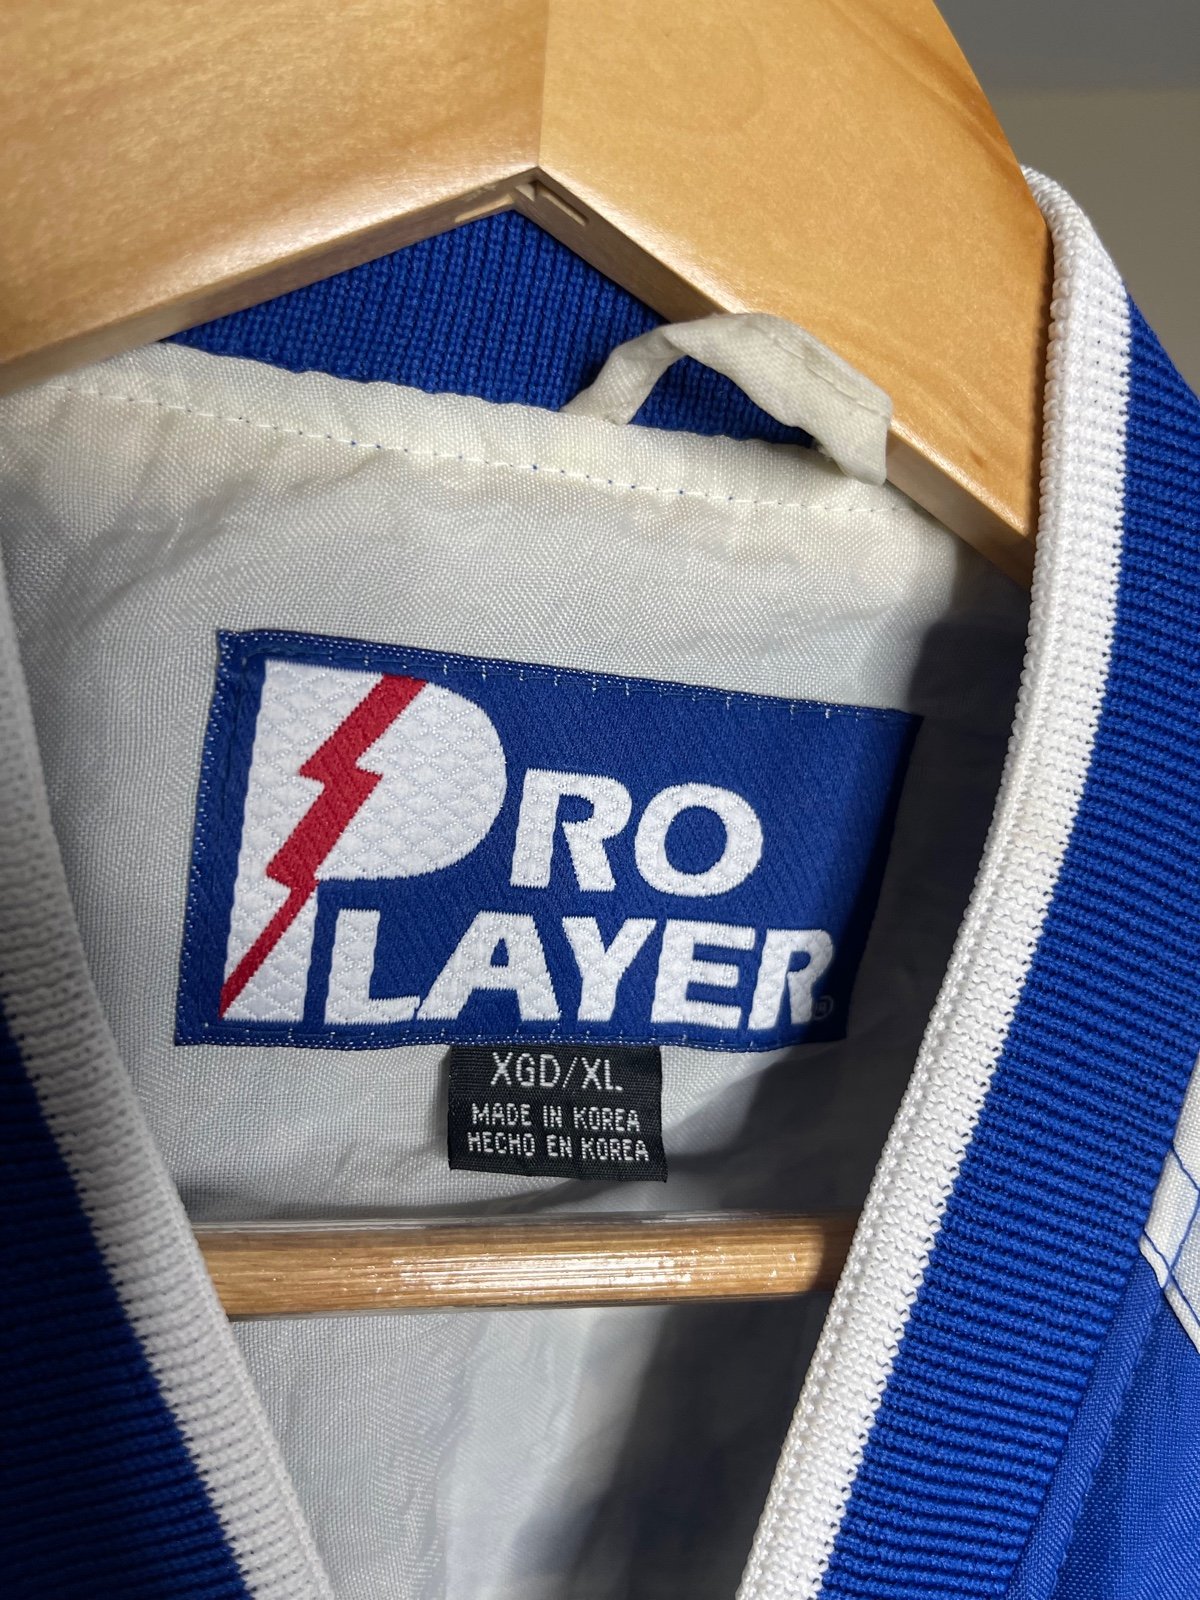 PRO
PLAYER®
XGD/XL
MADE IN KOREA
HECHO EN KOREA